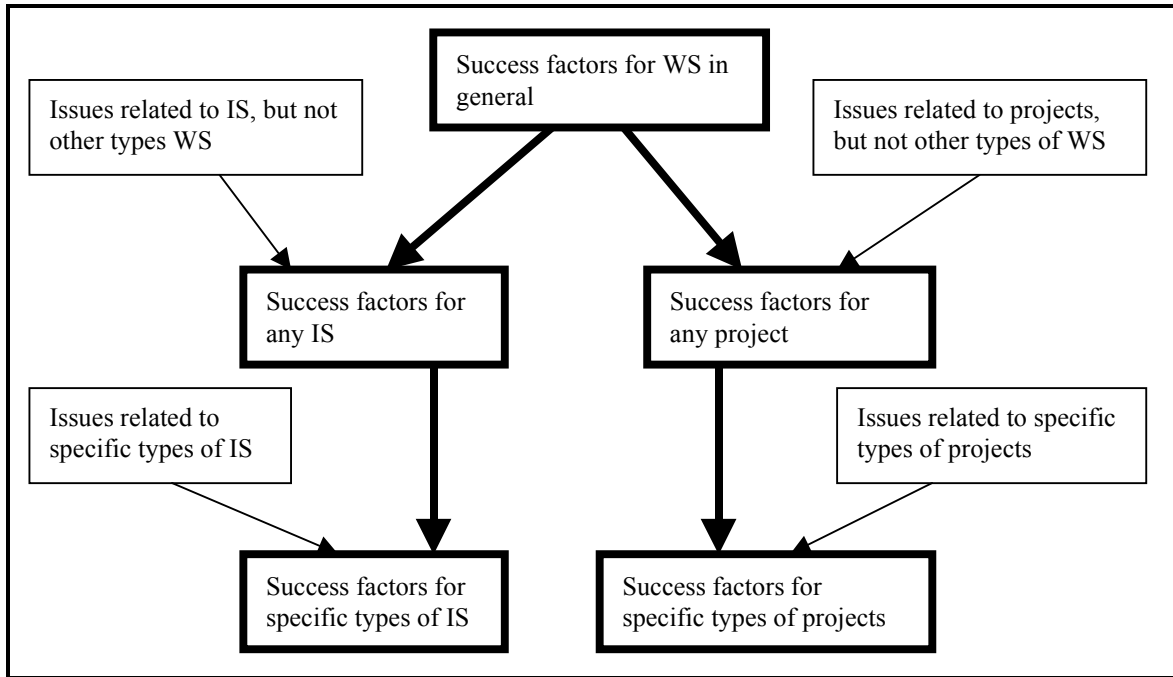 Success factors for WS in
general
Issues related to IS, but not
other types WS
Issues related to projects,
but not other types of WS
Success factors for
any IS
Success factors for
any project
Issues related to
specific types of IS
Issues related to specific
types of projects
Success factors for
specific types of IS
Success factors for
specific types of projects